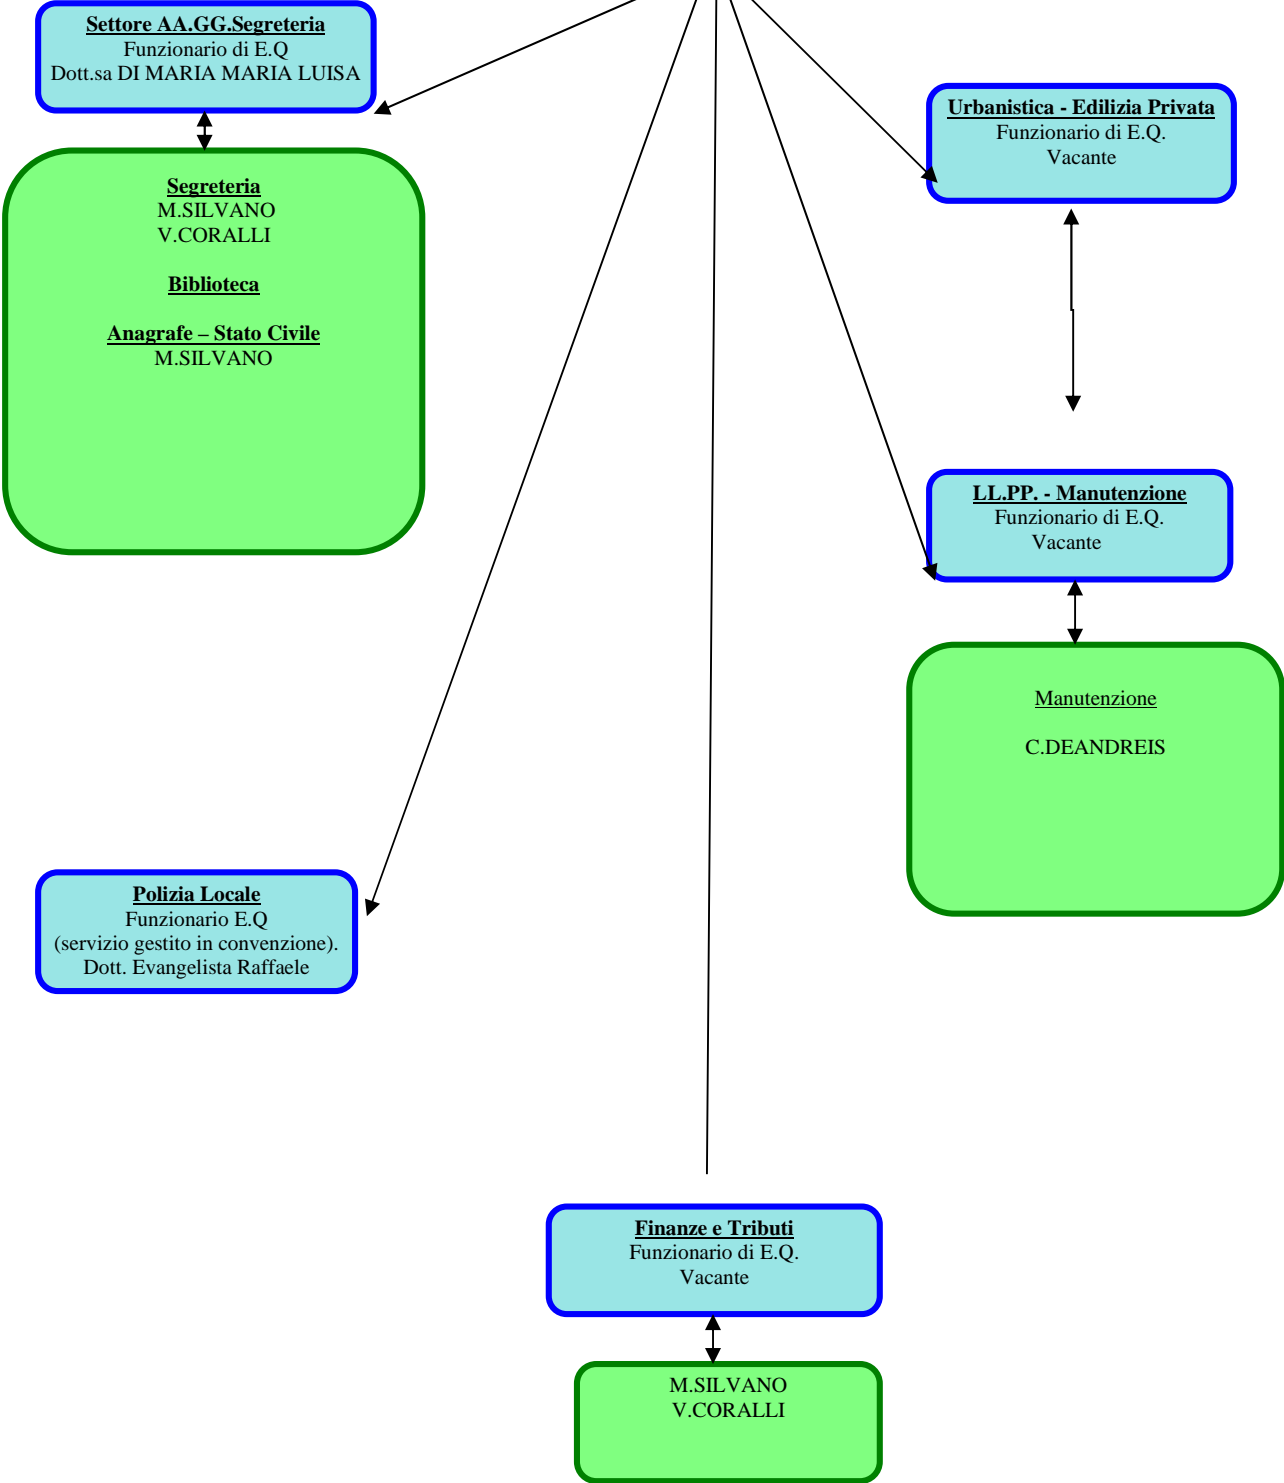 Settore AA.GG.Segreteria
Funzionario di E.Q
Dott.sa DI MARIA MARIA LUISA
Segreteria
M.SILVANO
V.CORALLI
Biblioteca
Anagrafe – Stato Civile
M.SILVANO
Urbanistica - Edilizia Privata
Funzionario di E.Q.
Vacante
LL.PP. - Manutenzione
Funzionario di E.Q.
Vacante
Manutenzione
C.DEANDREIS
Polizia Locale
Funzionario E.Q
(servizio gestito in convenzione).
Dott. Evangelista Raffaele
Finanze e Tributi
Funzionario di E.Q.
Vacante
M.SILVANO
V.CORALLI